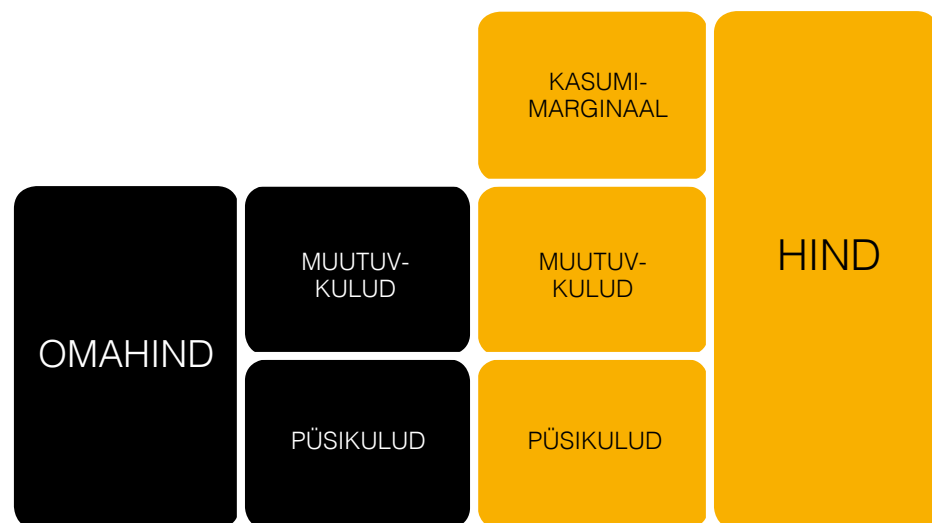 KASUMI-
MARGINAAL
OMAHIND
MUUTUV-
KULUD
MUUTUV-
KULUD
HIND
PÜSIKULUD
PÜSIKULUD